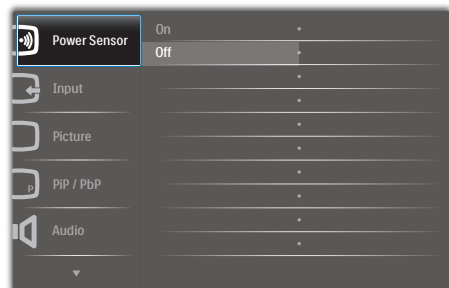 Power Sensor
On
Off
Input
Picture
P
PiP / PbP
Audio